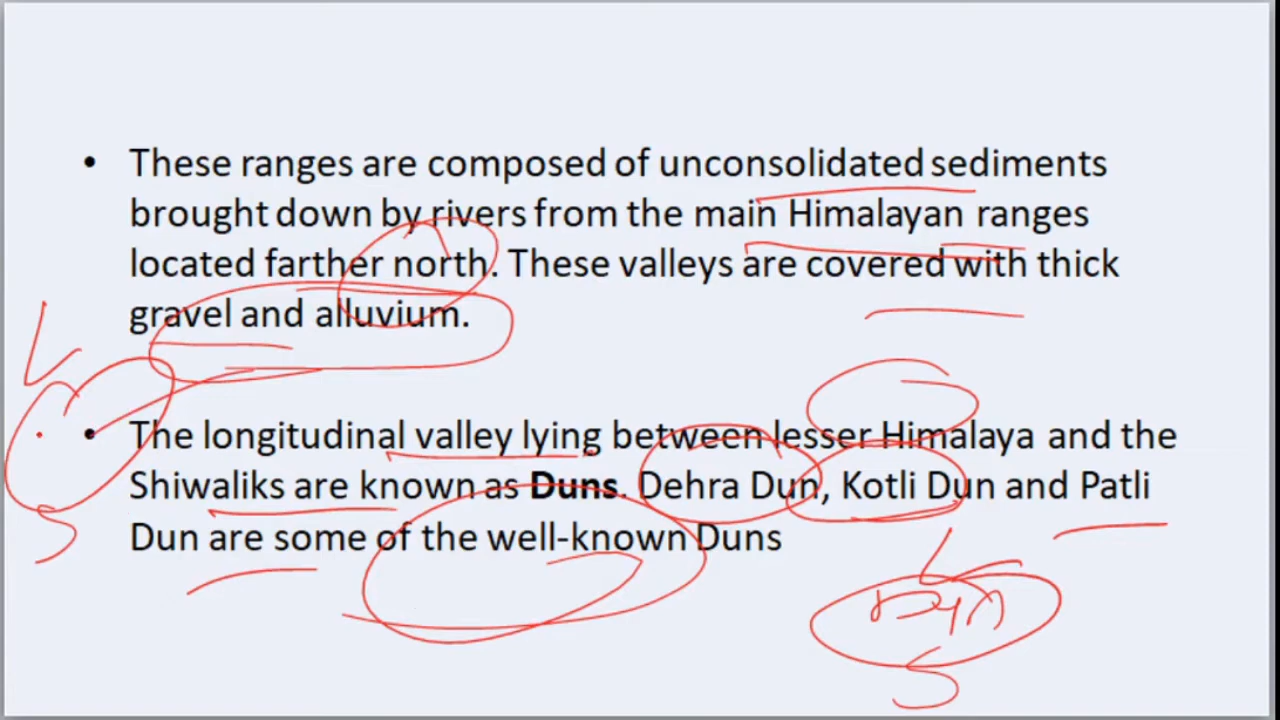 • These ranges are composed of unconsolidated sediments
brought down by rivers from the main Himalayan ranges
located farther north. These valleys are covered with thick
gravel and alluvium.
L
• The longitudinal valley lying between lesser Himalaya and the
Shiwaliks are known as Duns. Dehra Dun, Kotli Dun and Patli
S
Dun are some of the well-known Duns
L
Dun
S